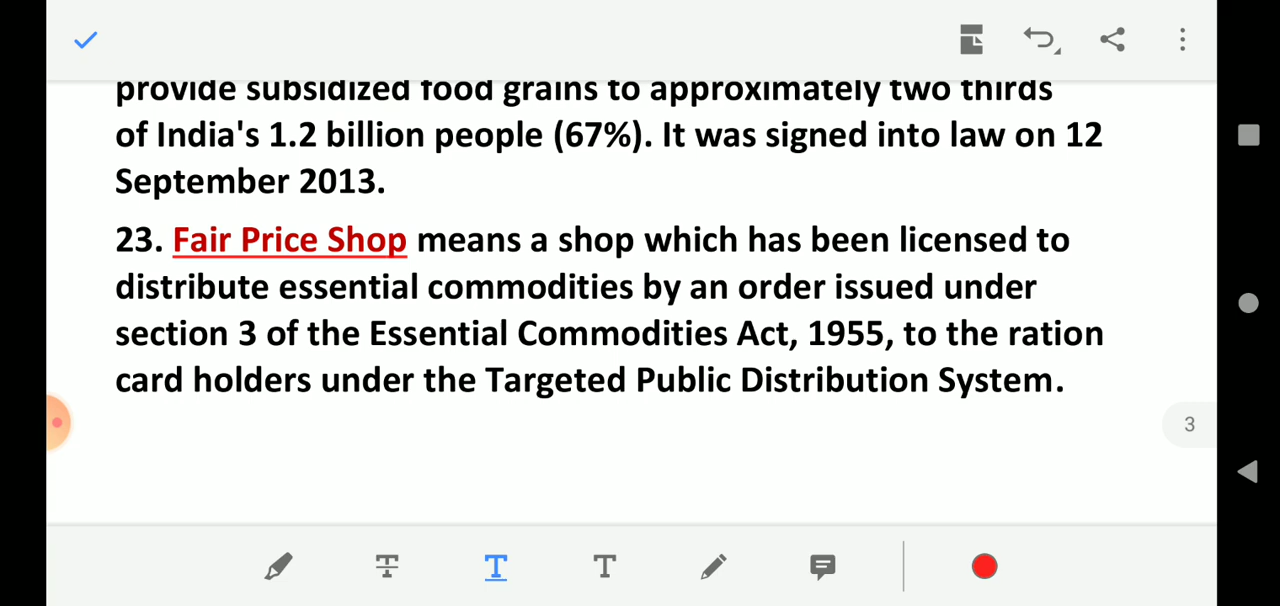 provide subsidized food grains to approximately two thirds
of India's 1.2 billion people (67%). It was signed into law on 12
September 2013.
23. Fair Price Shop means a shop which has been licensed to
distribute essential commodities by an order issued under
section 3 of the Essential Commodities Act, 1955, to the ration
card holders under the Targeted Public Distribution System.
3